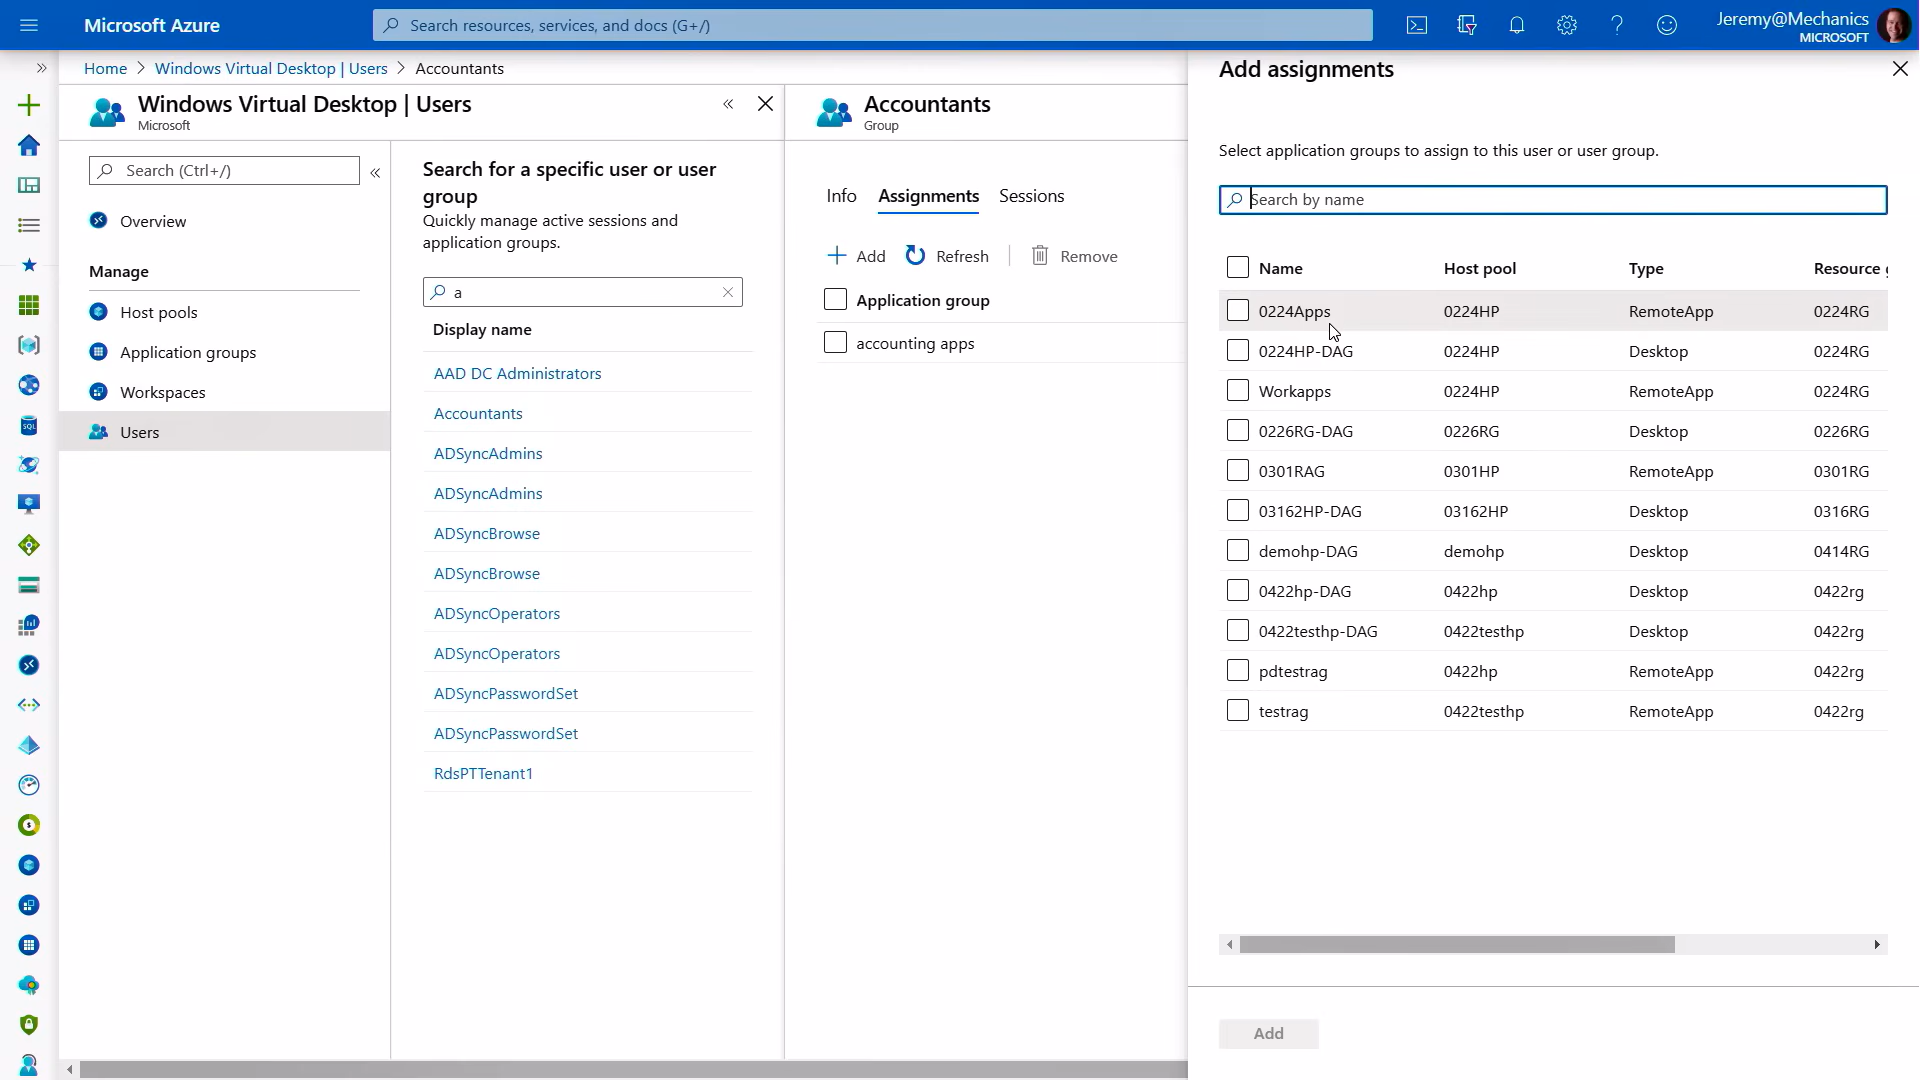 Microsoft Azure
Search resources, services, and docs (G+/)
Jeremy@Mechanics
MICROSOFT
Home > Windows Virtual Desktop | Users > Accountants
Windows Virtual Desktop | Users
Microsoft
Search (Ctrl+/)
Overview
Manage
Host pools
Application groups
Workspaces
Users
Search for a specific user or user
group
Quickly manage active sessions and
application groups.
a
Display name
AAD DC Administrators
Accountants
ADSyncAdmins
ADSyncAdmins
ADSyncBrowse
ADSyncBrowse
ADSyncOperators
ADSyncOperators
ADSyncPasswordSet
ADSyncPasswordSet
RdsPTTenant1
Accountants
Group
Info Assignments Sessions
Add Refresh | Remove
Application group
accounting apps
Add assignments
Select application groups to assign to this user or user group.
Search by name
Name Host pool Type Resource g
0224Apps 0224HP RemoteApp 0224RG
0224HP-DAG 0224HP Desktop 0224RG
Workapps 0224HP RemoteApp 0224RG
0226RG-DAG 0226RG Desktop 0226RG
0301RAG 0301HP RemoteApp 0301RG
03162HP-DAG 03162HP Desktop 0316RG
demohp-DAG demohp Desktop 0414RG
0422hp-DAG 0422hp Desktop 0422rg
0422testhp-DAG 0422testhp Desktop 0422rg
pdtestrag 0422hp RemoteApp 0422rg
testrag 0422testhp RemoteApp 0422rg
Add